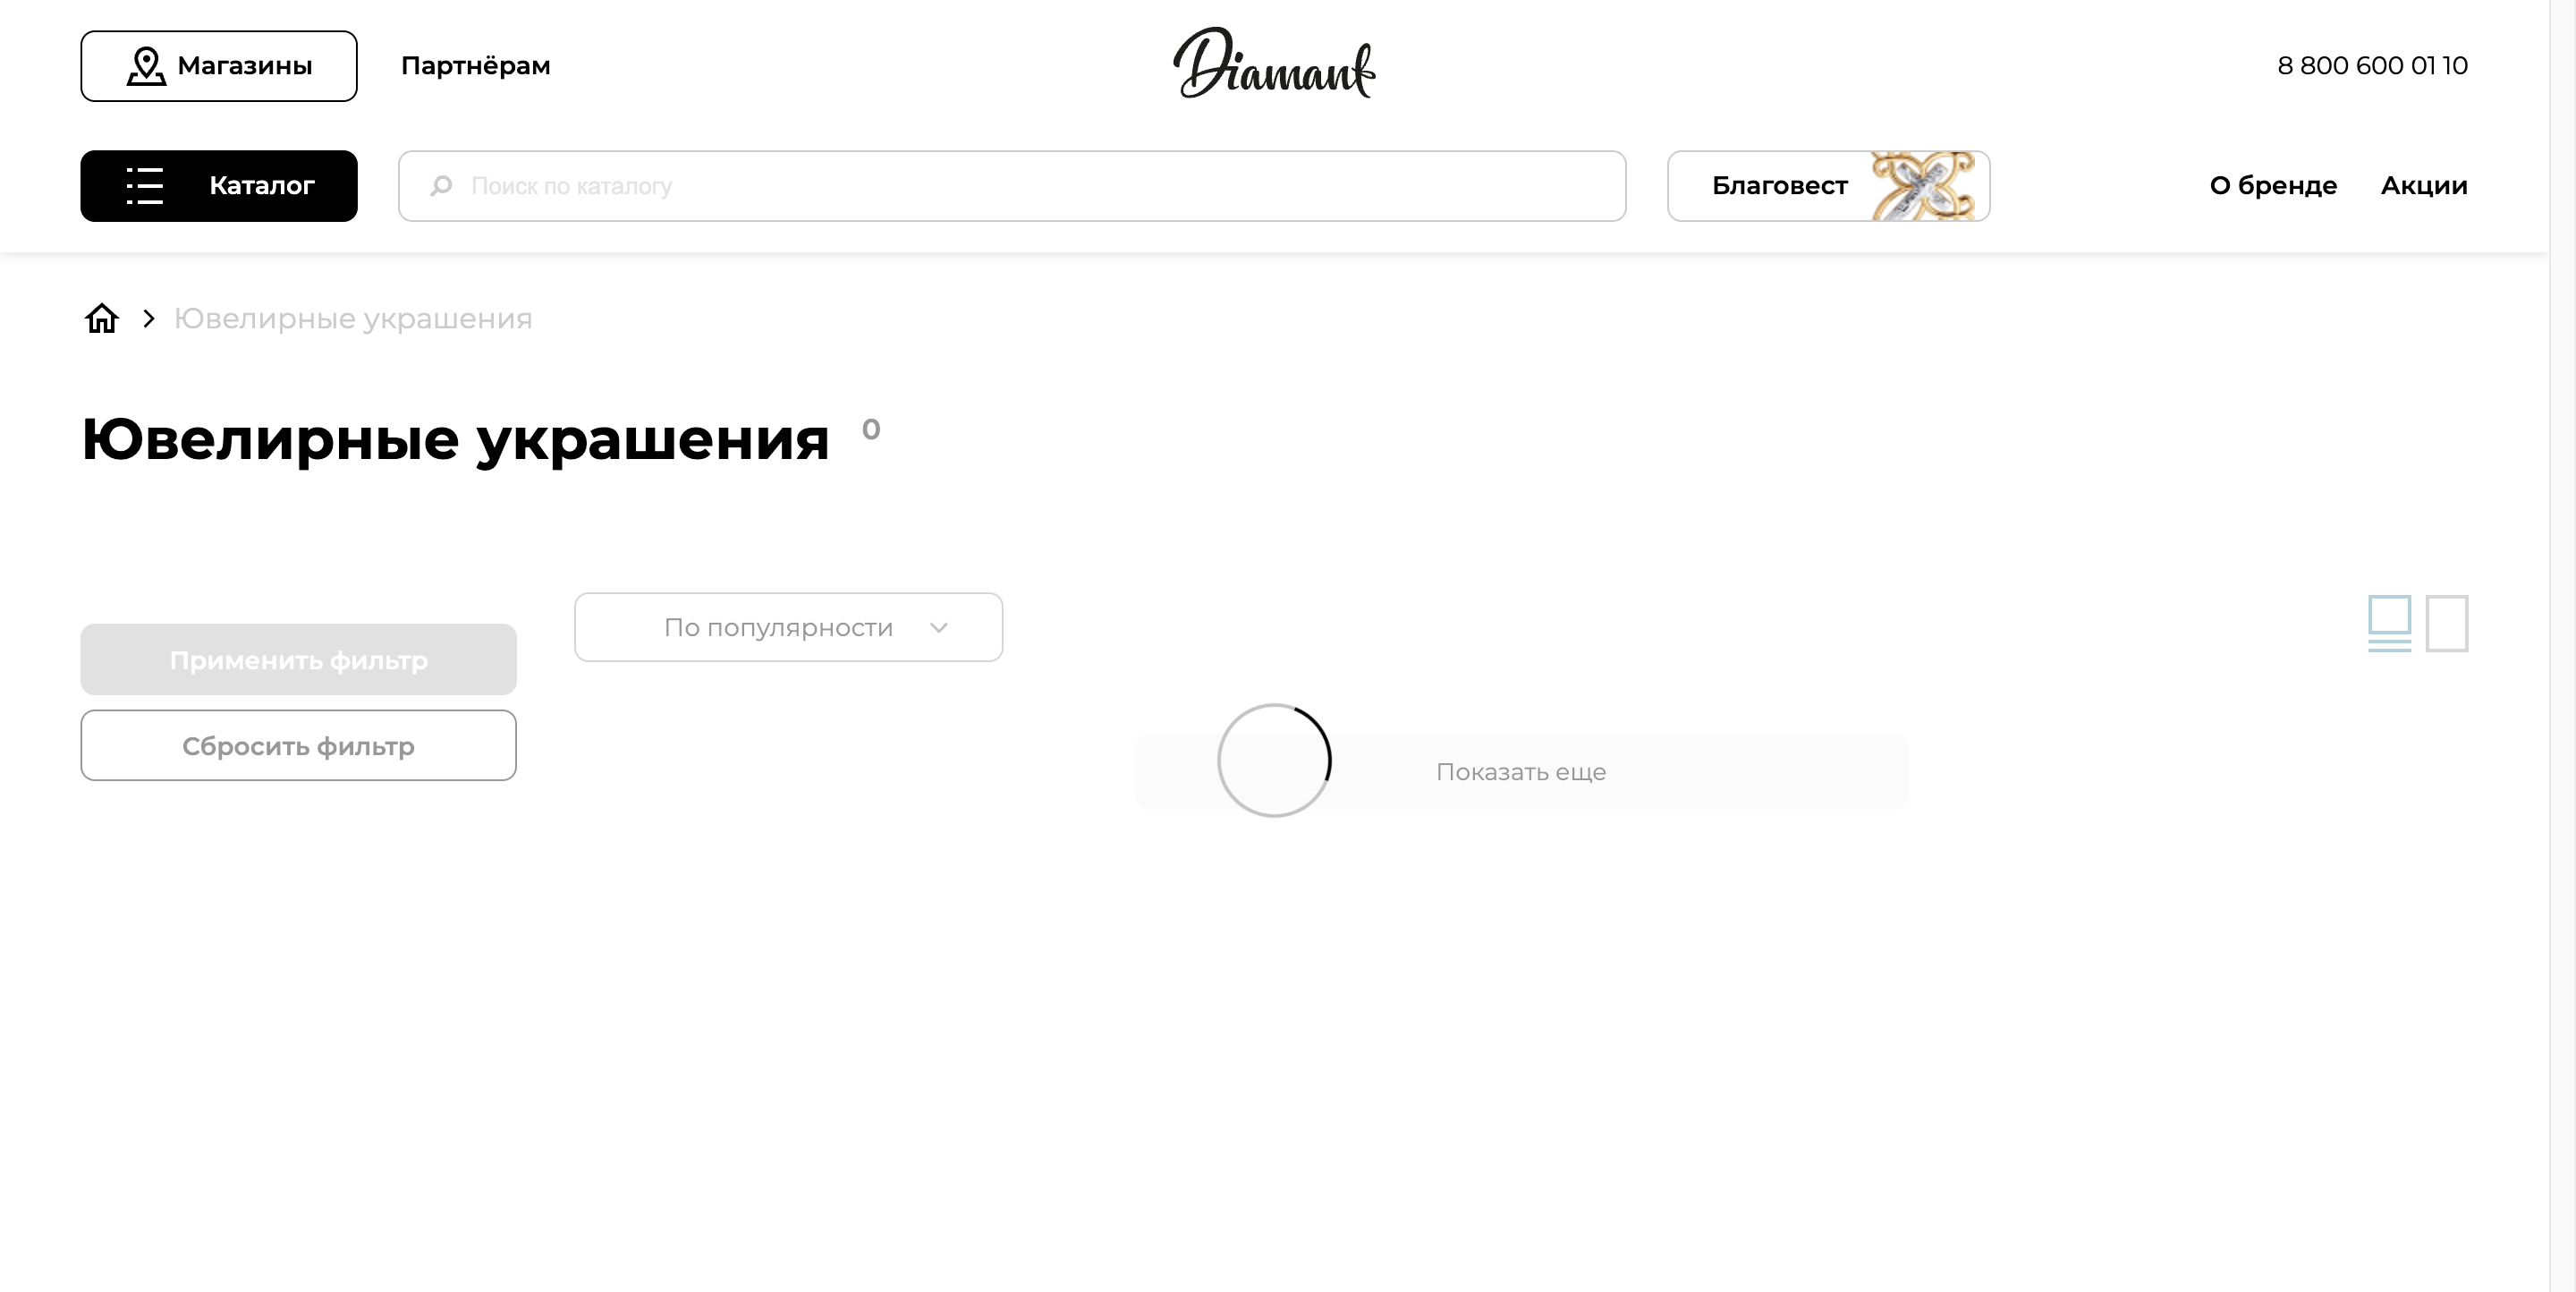 Магазины
Партнёрам
Diamant
8 800 600 01 10
Каталог
Поиск по каталогу
Благовест
О бренде
Акции
Ювелирные украшения
Ювелирные украшения 0
По популярности
Применить фильтр
Сбросить фильтр
Показать еще